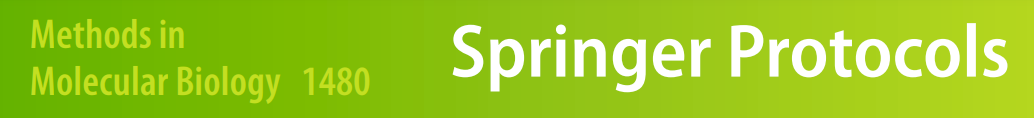 Methods in
Molecular Biology 1480
Springer Protocols